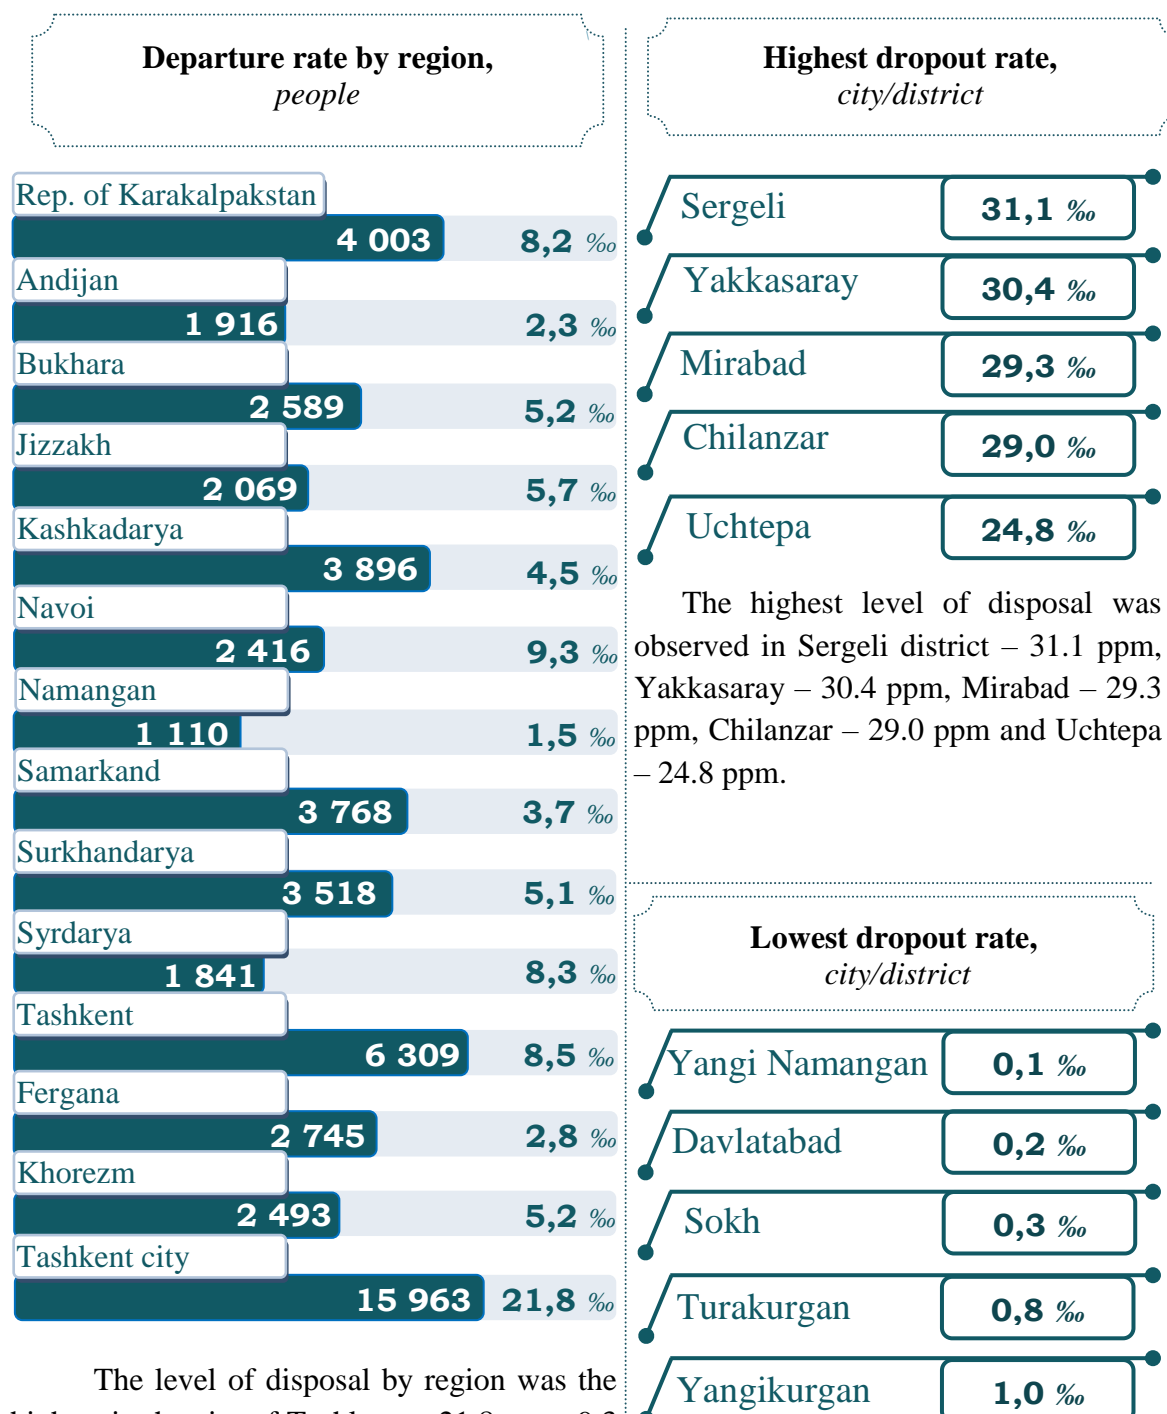 Departure rate by region,
people
Rep. of Karakalpakstan
4 003 8,2 ‰
Andijan
1 916 2,3 ‰
Bukhara
2 589 5,2 ‰
Jizzakh
2 069 5,7 ‰
Kashkadarya
3 896 4,5 ‰
Navoi
2 416 9,3 ‰
Namangan
1 110 1,5 ‰
Samarkand
3 768 3,7 ‰
Surkhandarya
3 518 5,1 ‰
Syrdarya
1 841 8,3 ‰
Tashkent
6 309 8,5 ‰
Fergana
2 745 2,8 ‰
Khorezm
2 493 5,2 ‰
Tashkent city
15 963 21,8 ‰
The level of disposal by region was the
Highest dropout rate,
city/district
Sergeli 31,1 ‰
Yakkasaray 30,4 ‰
Mirabad 29,3 ‰
Chilanzar 29,0 ‰
Uchtepa 24,8 ‰
The highest level of disposal was
observed in Sergeli district – 31.1 ppm,
Yakkasaray – 30.4 ppm, Mirabad – 29.3
ppm, Chilanzar – 29.0 ppm and Uchtepa
– 24.8 ppm.
Lowest dropout rate,
city/district
Yangi Namangan 0,1 ‰
Davlatabad 0,2 ‰
Sokh 0,3 ‰
Turakurgan 0,8 ‰
Yangikurgan 1,0 ‰